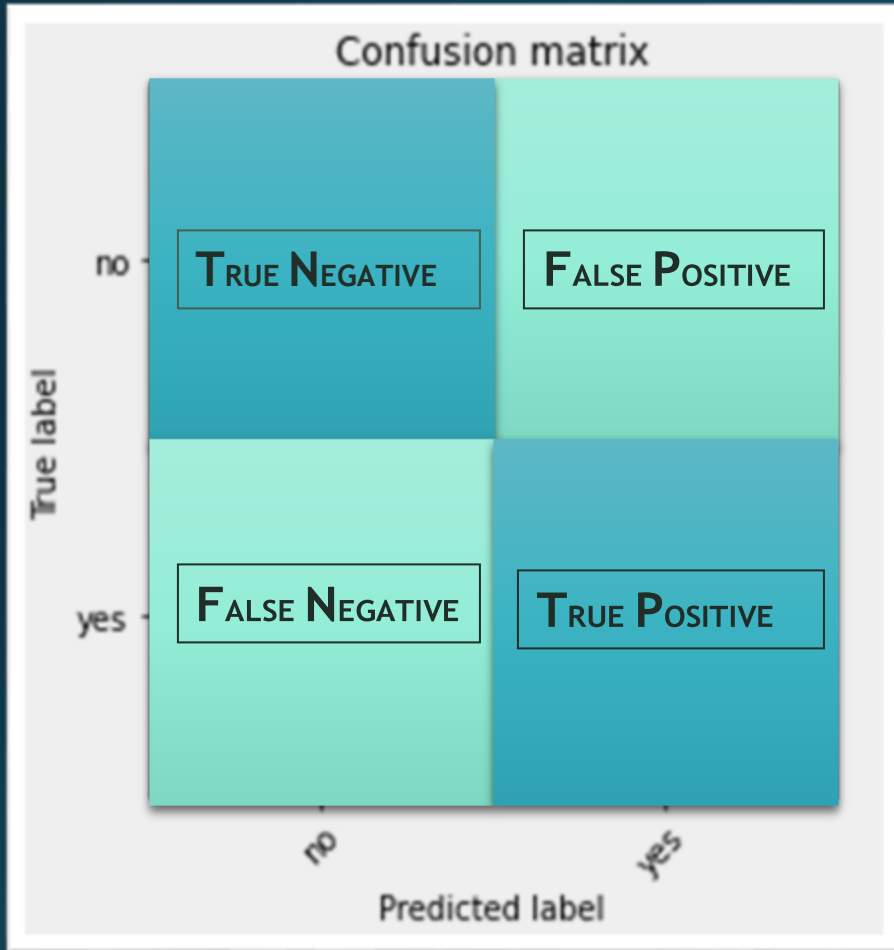 Confusion matrix
no
TRUE NEGATIVE
FALSE POSITIVE
True label
yes
FALSE NEGATIVE
TRUE POSITIVE
no
yes
Predicted label